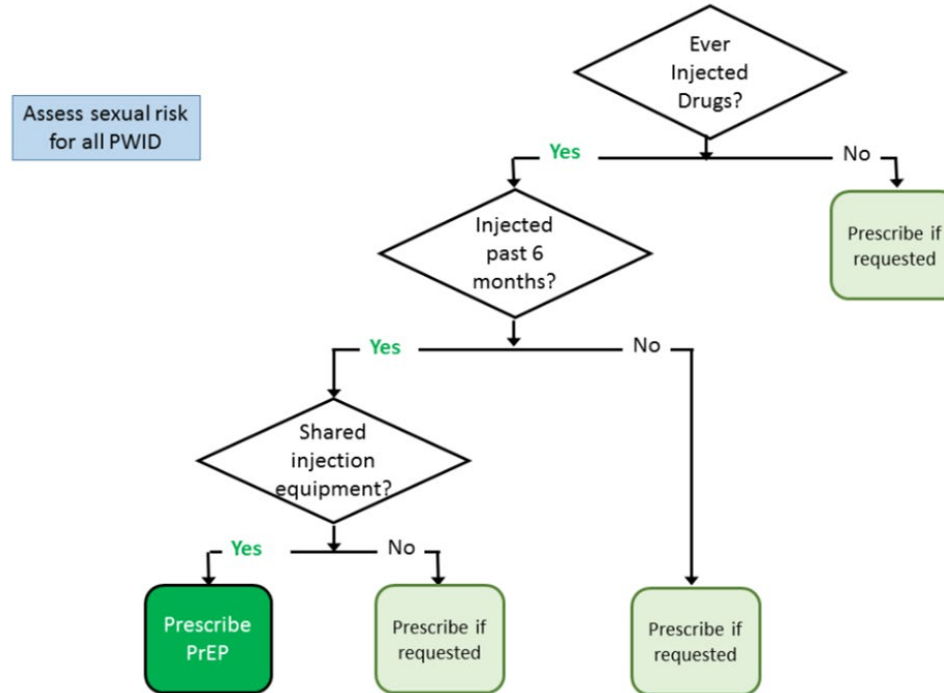 Ever
Injected
Drugs?
Assess sexual risk
for all PWID
Yes
No
Injected
past 6
months?
Prescribe if
requested
Yes
No
Shared
injection
equipment?
Yes
No
Prescribe
PrEP
Prescribe if
requested
Prescribe if
requested